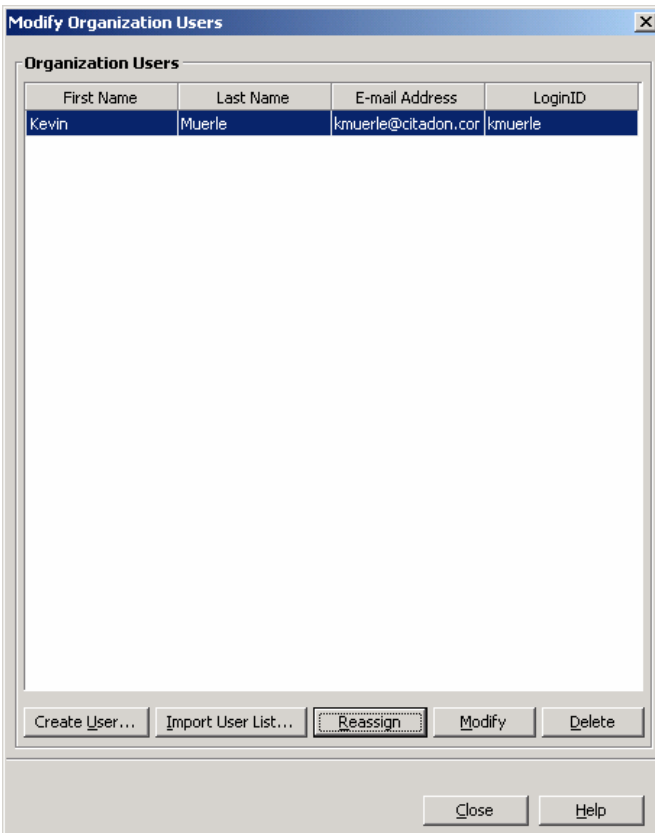 Modify Organization Users
Organization Users
First Name Last Name E-mail Address LoginID
Kevin Muerle kmuerle@citadon.cor kmuerle
Create User... Import User List... Reassign Modify Delete
Close Help